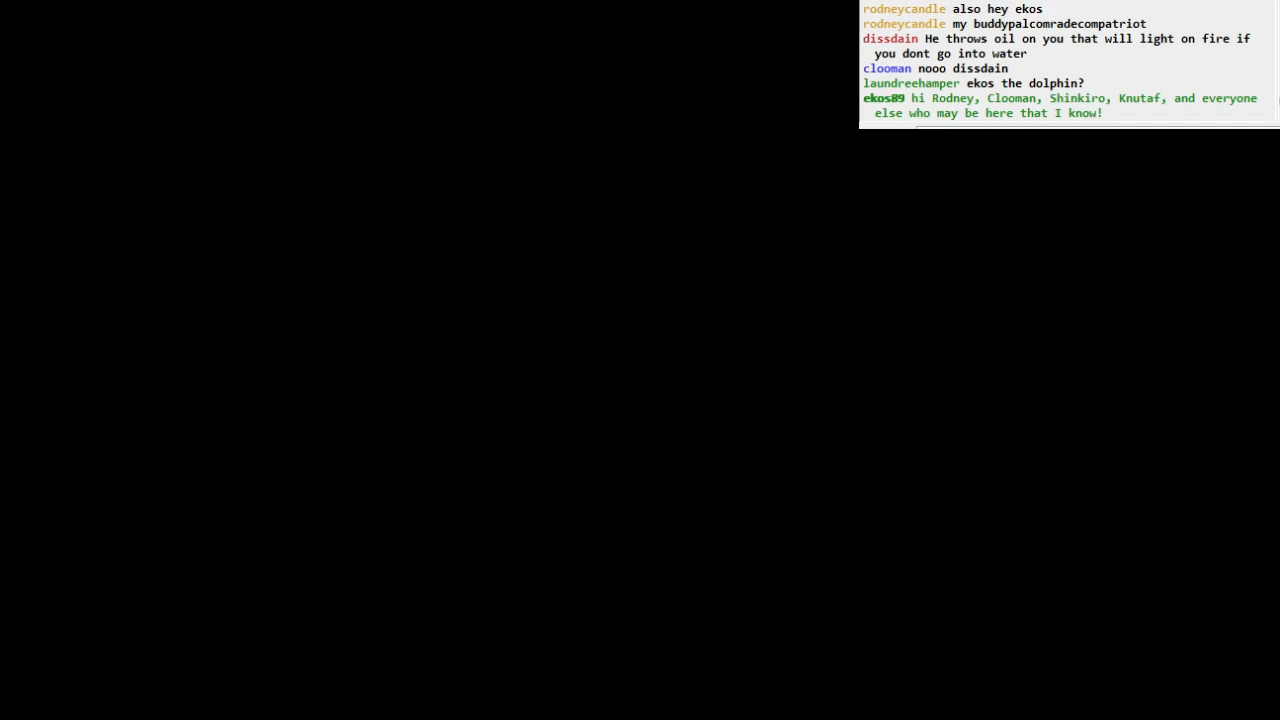 rodneycandle also hey ekos
rodneycandle my buddypalcomradecompatriot
dissdain He throws oil on you that will light on fire if
you dont go into water
clooman nooo dissdain
laundreehamper ekos the dolphin?
ekos89 hi Rodney, Clooman, Shinkiro, Knutaf, and everyone
else who may be here that I know!